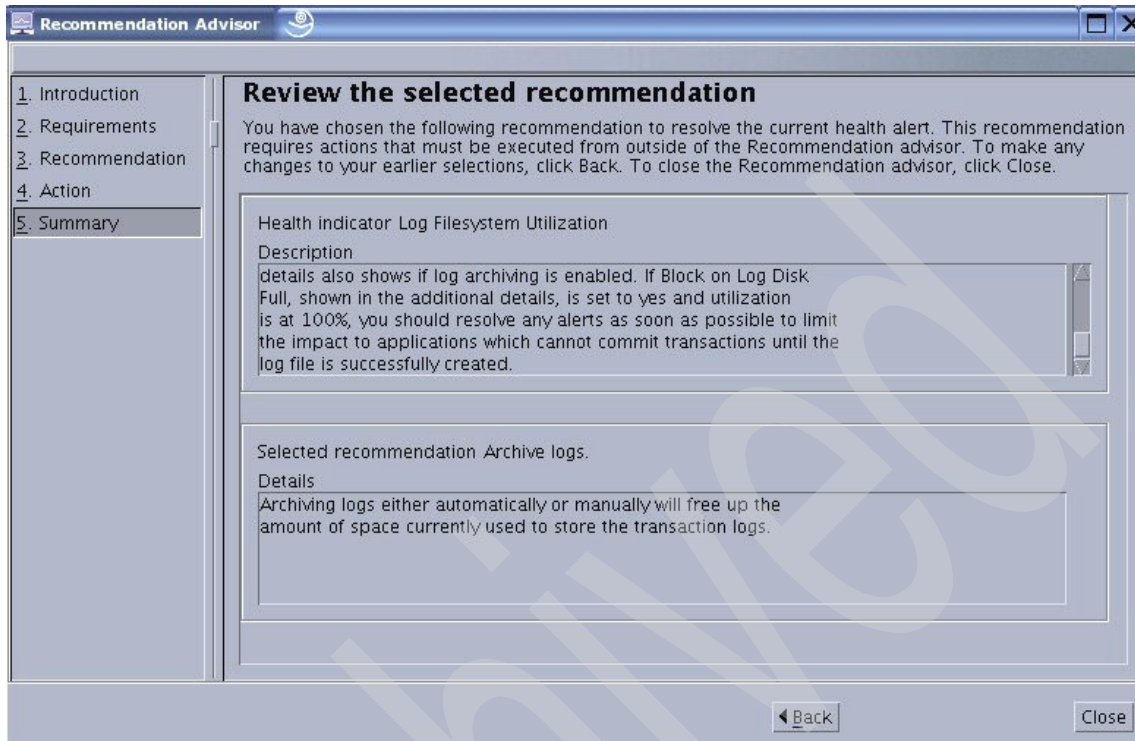 Recommendation Advisor
1. Introduction
2. Requirements
3. Recommendation
4. Action
5. Summary
Review the selected recommendation
You have chosen the following recommendation to resolve the current health alert. This recommendation
requires actions that must be executed from outside of the Recommendation advisor. To make any
changes to your earlier selections, click Back. To close the Recommendation advisor, click Close.
Health indicator Log Filesystem Utilization
Description
details also shows if log archiving is enabled. If Block on Log Disk
Full, shown in the additional details, is set to yes and utilization
is at 100%, you should resolve any alerts as soon as possible to limit
the impact to applications which cannot commit transactions until the
log file is successfully created.
Selected recommendation Archive logs.
Details
Archiving logs either automatically or manually will free up the
amount of space currently used to store the transaction logs.
Back
Close
hived